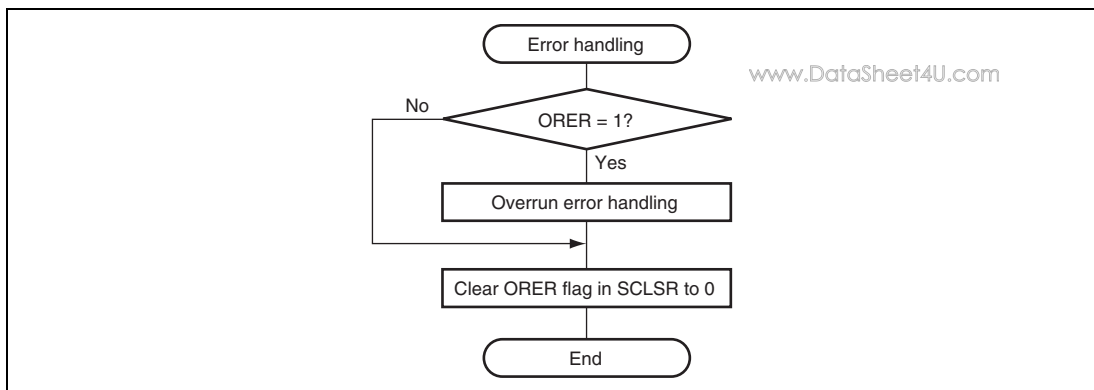 Error handling
www.DataSheet4U.com
No
ORER = 1?
Yes
Overrun error handling
Clear ORER flag in SCLSR to 0
End